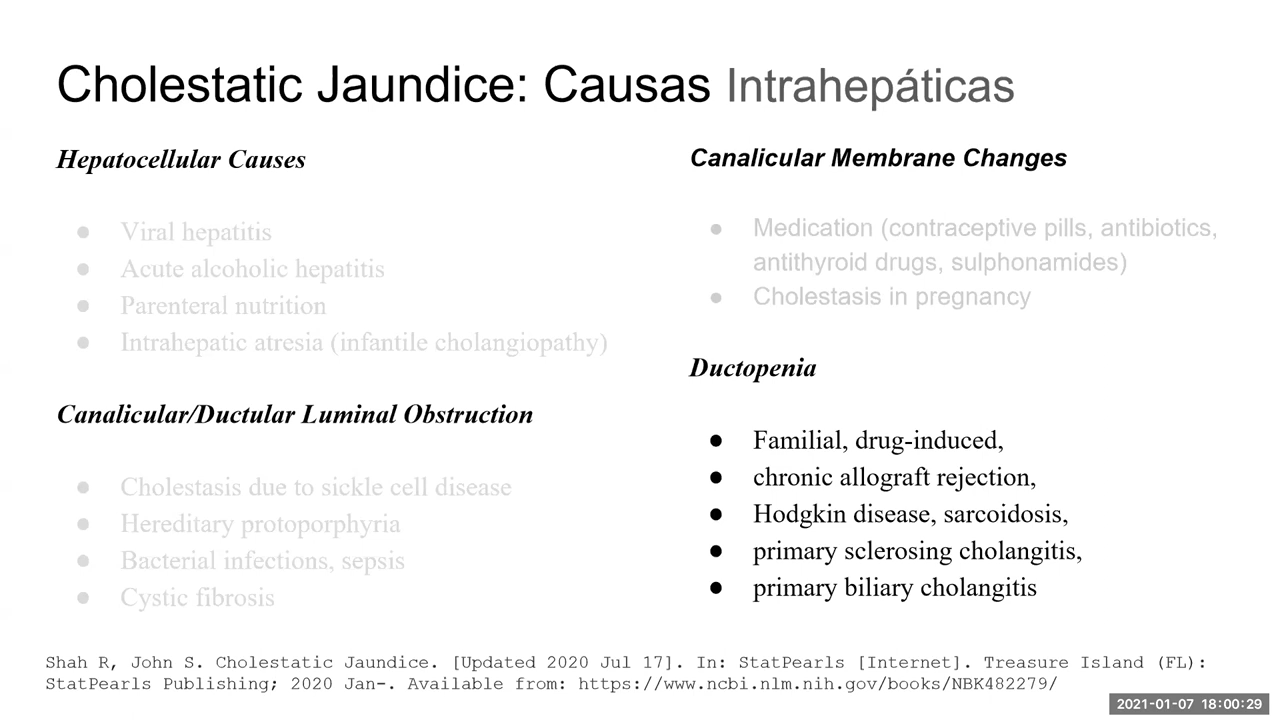 Cholestatic Jaundice: Causas Intrahepáticas
Hepatocellular Causes
● Viral hepatitis
● Acute alcoholic hepatitis
● Parenteral nutrition
● Intrahepatic atresia (infantile cholangiopathy)
Canalicular/Ductular Luminal Obstruction
● Cholestasis due to sickle cell disease
● Hereditary protoporphyria
● Bacterial infections, sepsis
● Cystic fibrosis
Canalicular Membrane Changes
● Medication (contraceptive pills, antibiotics,
antithyroid drugs, sulphonamides)
● Cholestasis in pregnancy
Ductopenia
● Familial, drug-induced,
● chronic allograft rejection,
● Hodgkin disease, sarcoidosis,
● primary sclerosing cholangitis,
● primary biliary cholangitis
Shah R, John S. Cholestatic Jaundice. [Updated 2020 Jul 17]. In: StatPearls [Internet]. Treasure Island (FL):
StatPearls Publishing; 2020 Jan-. Available from: https://www.ncbi.nlm.nih.gov/books/NBK482279/
2021-01-07 18:00:29